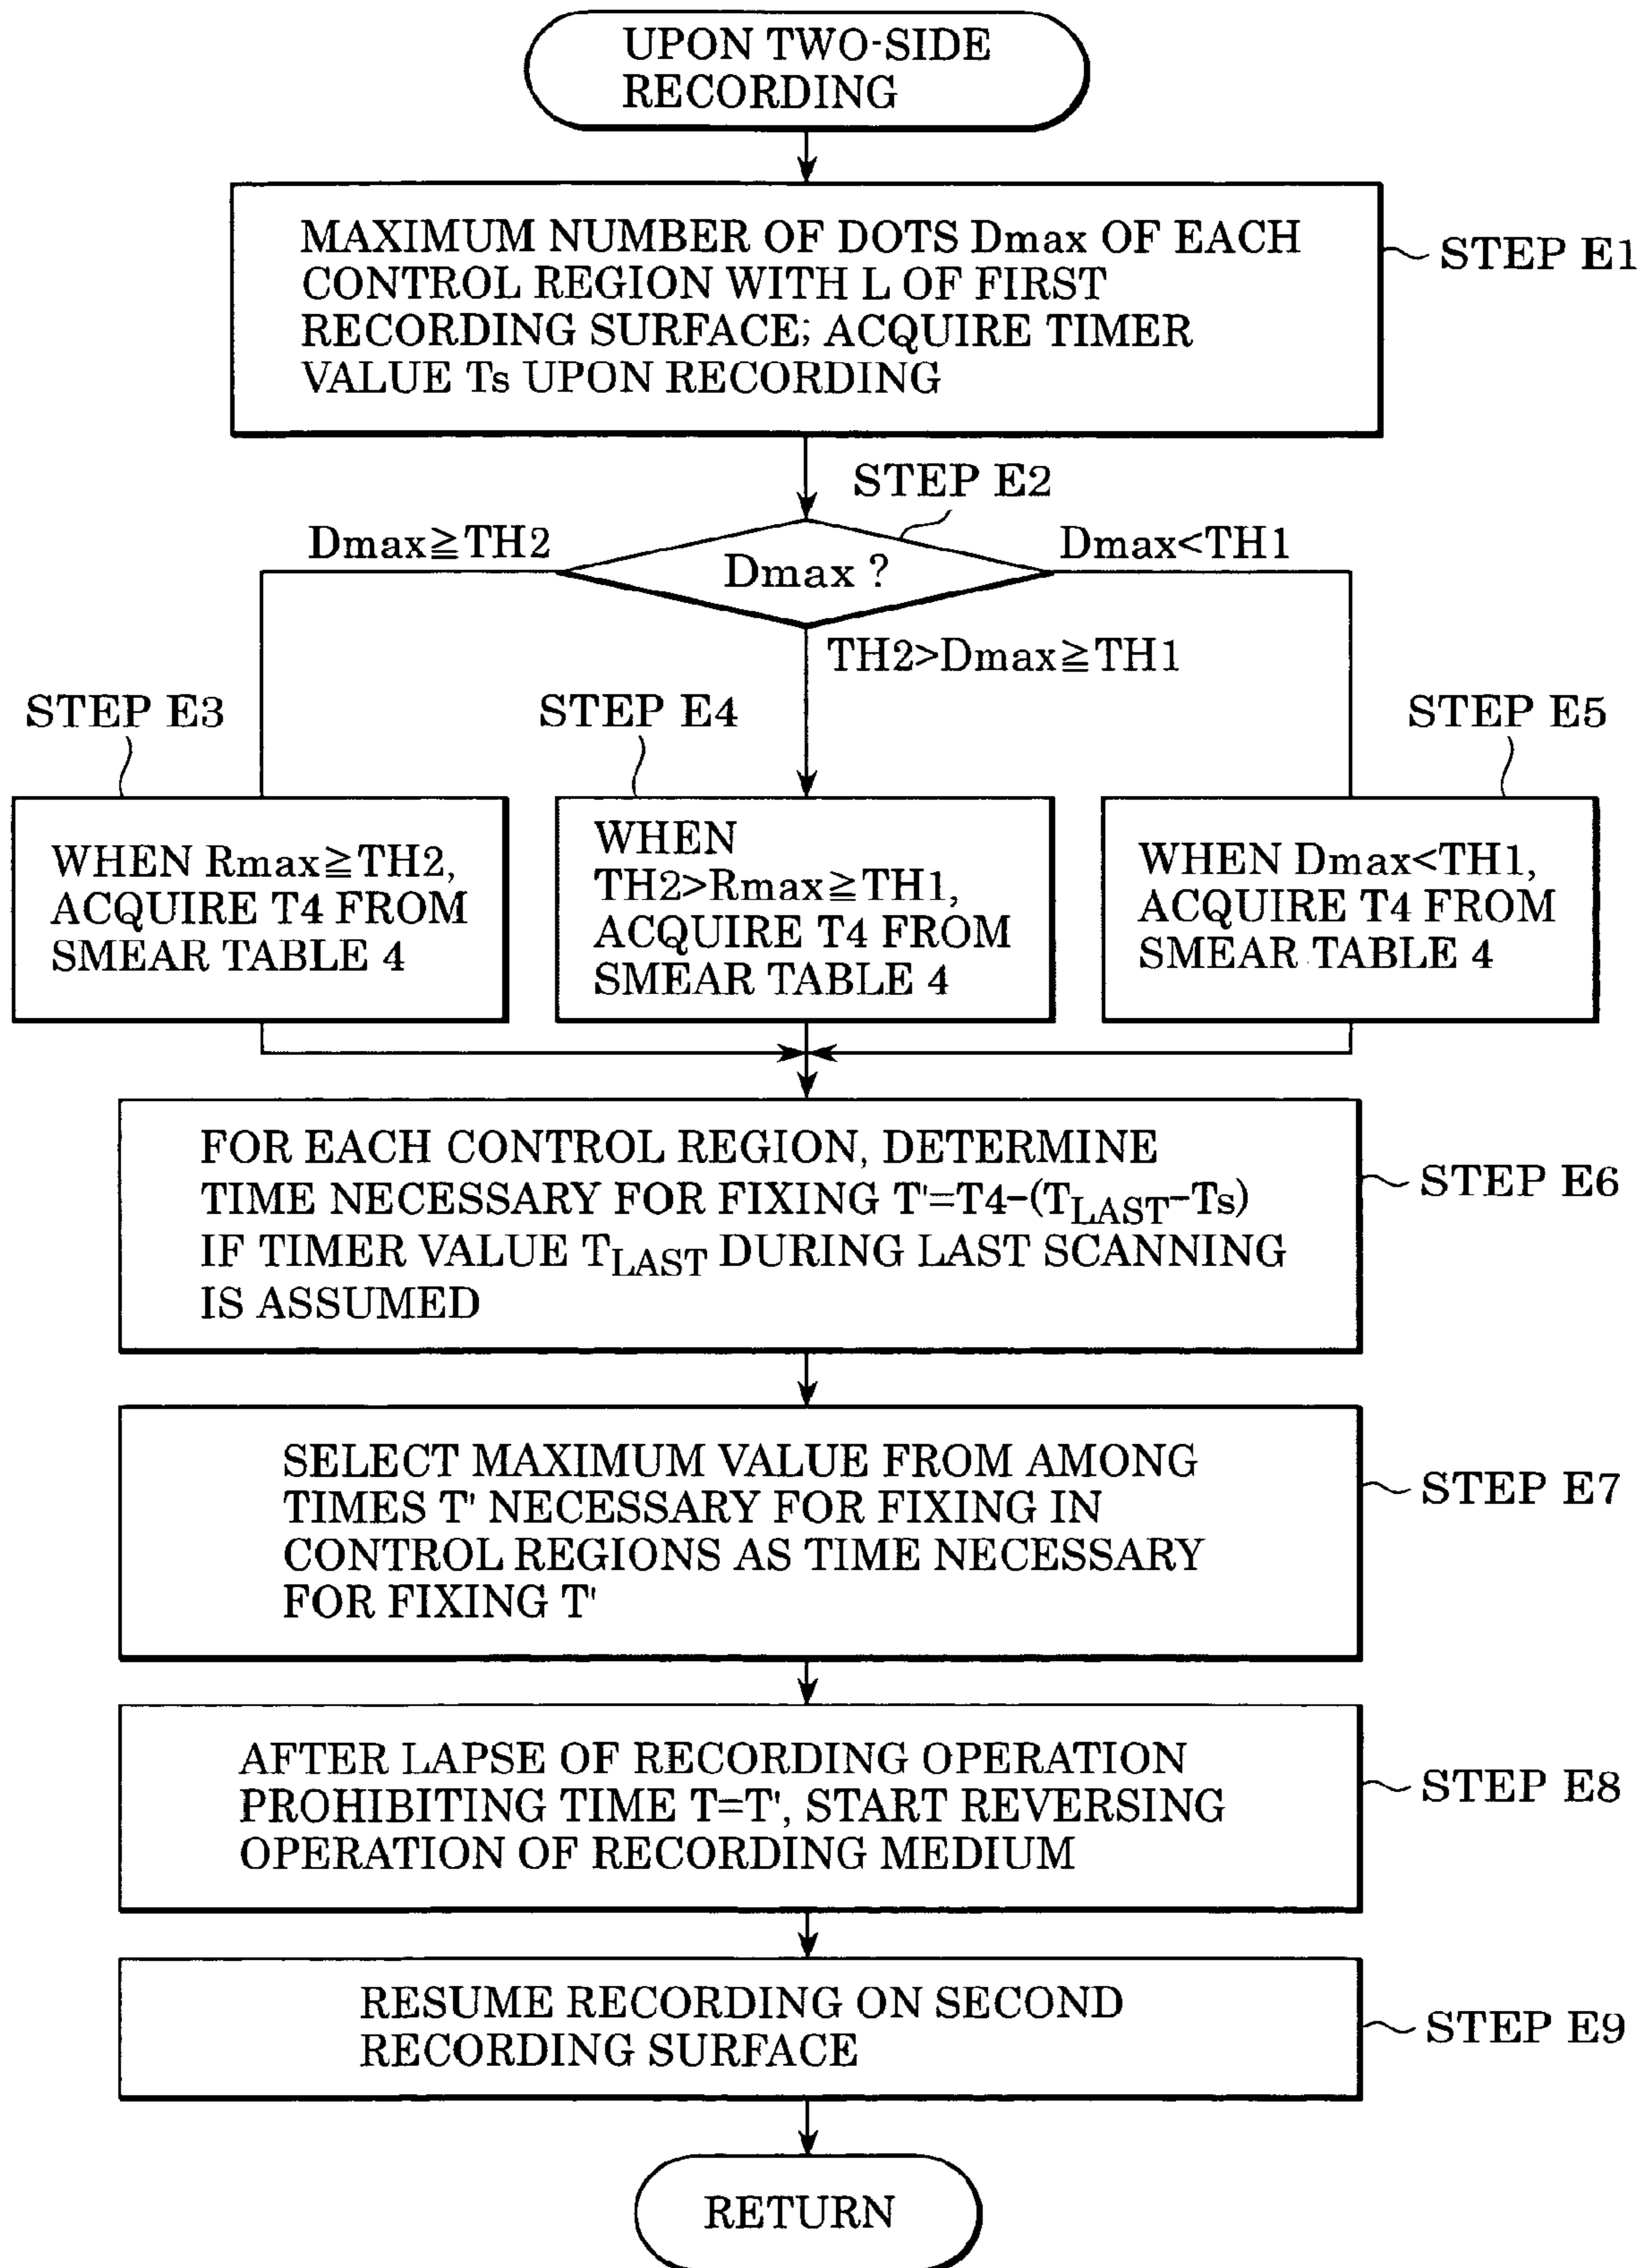 UPON TWO-SIDE
RECORDING
MAXIMUM NUMBER OF DOTS Dmax OF EACH
CONTROL REGION WITH L OF FIRST
RECORDING SURFACE; ACQUIRE TIMER
VALUE Ts UPON RECORDING
STEP E1
STEP E2
Dmax≧TH2
Dmax ?
Dmax<TH1
TH2>Dmax≧TH1
STEP E3
STEP E4
STEP E5
WHEN Rmax≧TH2,
ACQUIRE T4 FROM
SMEAR TABLE 4
WHEN
TH2>Rmax≧TH1,
ACQUIRE T4 FROM
SMEAR TABLE 4
WHEN Dmax<TH1,
ACQUIRE T4 FROM
SMEAR TABLE 4
FOR EACH CONTROL REGION, DETERMINE
TIME NECESSARY FOR FIXING T'=T4-(TLAST-Ts)
IF TIMER VALUE TLAST DURING LAST SCANNING
IS ASSUMED
STEP E6
SELECT MAXIMUM VALUE FROM AMONG
TIMES T' NECESSARY FOR FIXING IN
CONTROL REGIONS AS TIME NECESSARY
FOR FIXING T'
STEP E7
AFTER LAPSE OF RECORDING OPERATION
PROHIBITING TIME T=T', START REVERSING
OPERATION OF RECORDING MEDIUM
STEP E8
RESUME RECORDING ON SECOND
RECORDING SURFACE
STEP E9
RETURN